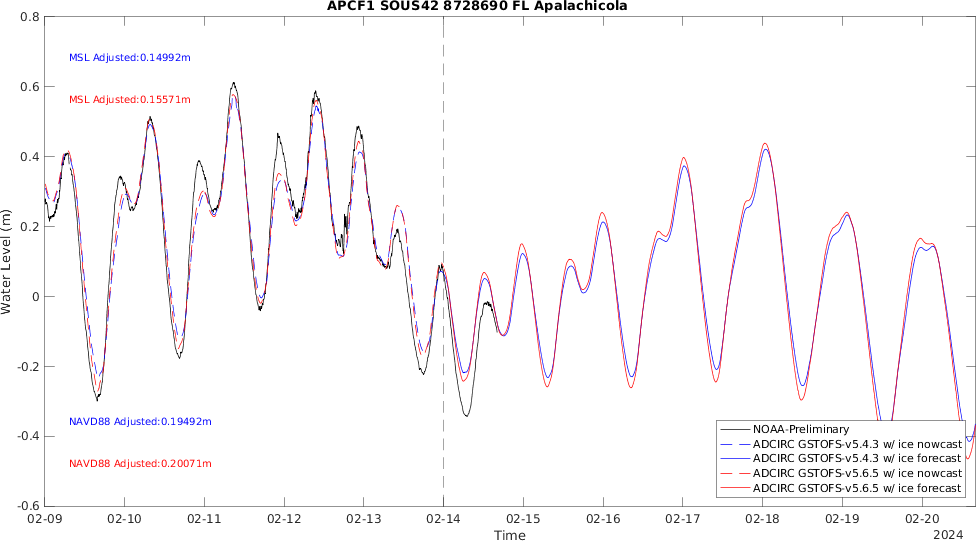 APCF1 SOUS42 8728690 FL Apalachicola
0.8
0.6
0.4
0.2
0
-0.2
-0.4
-0.6
Water Level (m)
MSL Adjusted:0.14992m
MSL Adjusted:0.15571m
NAVD88 Adjusted:0.19492m
NAVD88 Adjusted:0.20071m
NOAA-Preliminary
ADCIRC GSTOFS-v5.4.3 w/ ice nowcast
ADCIRC GSTOFS-v5.4.3 w/ ice forecast
ADCIRC GSTOFS-v5.6.5 w/ ice nowcast
ADCIRC GSTOFS-v5.6.5 w/ ice forecast
02-09 02-10 02-11 02-12 02-13 02-14 02-15 02-16 02-17 02-18 02-19 02-20
Time
2024